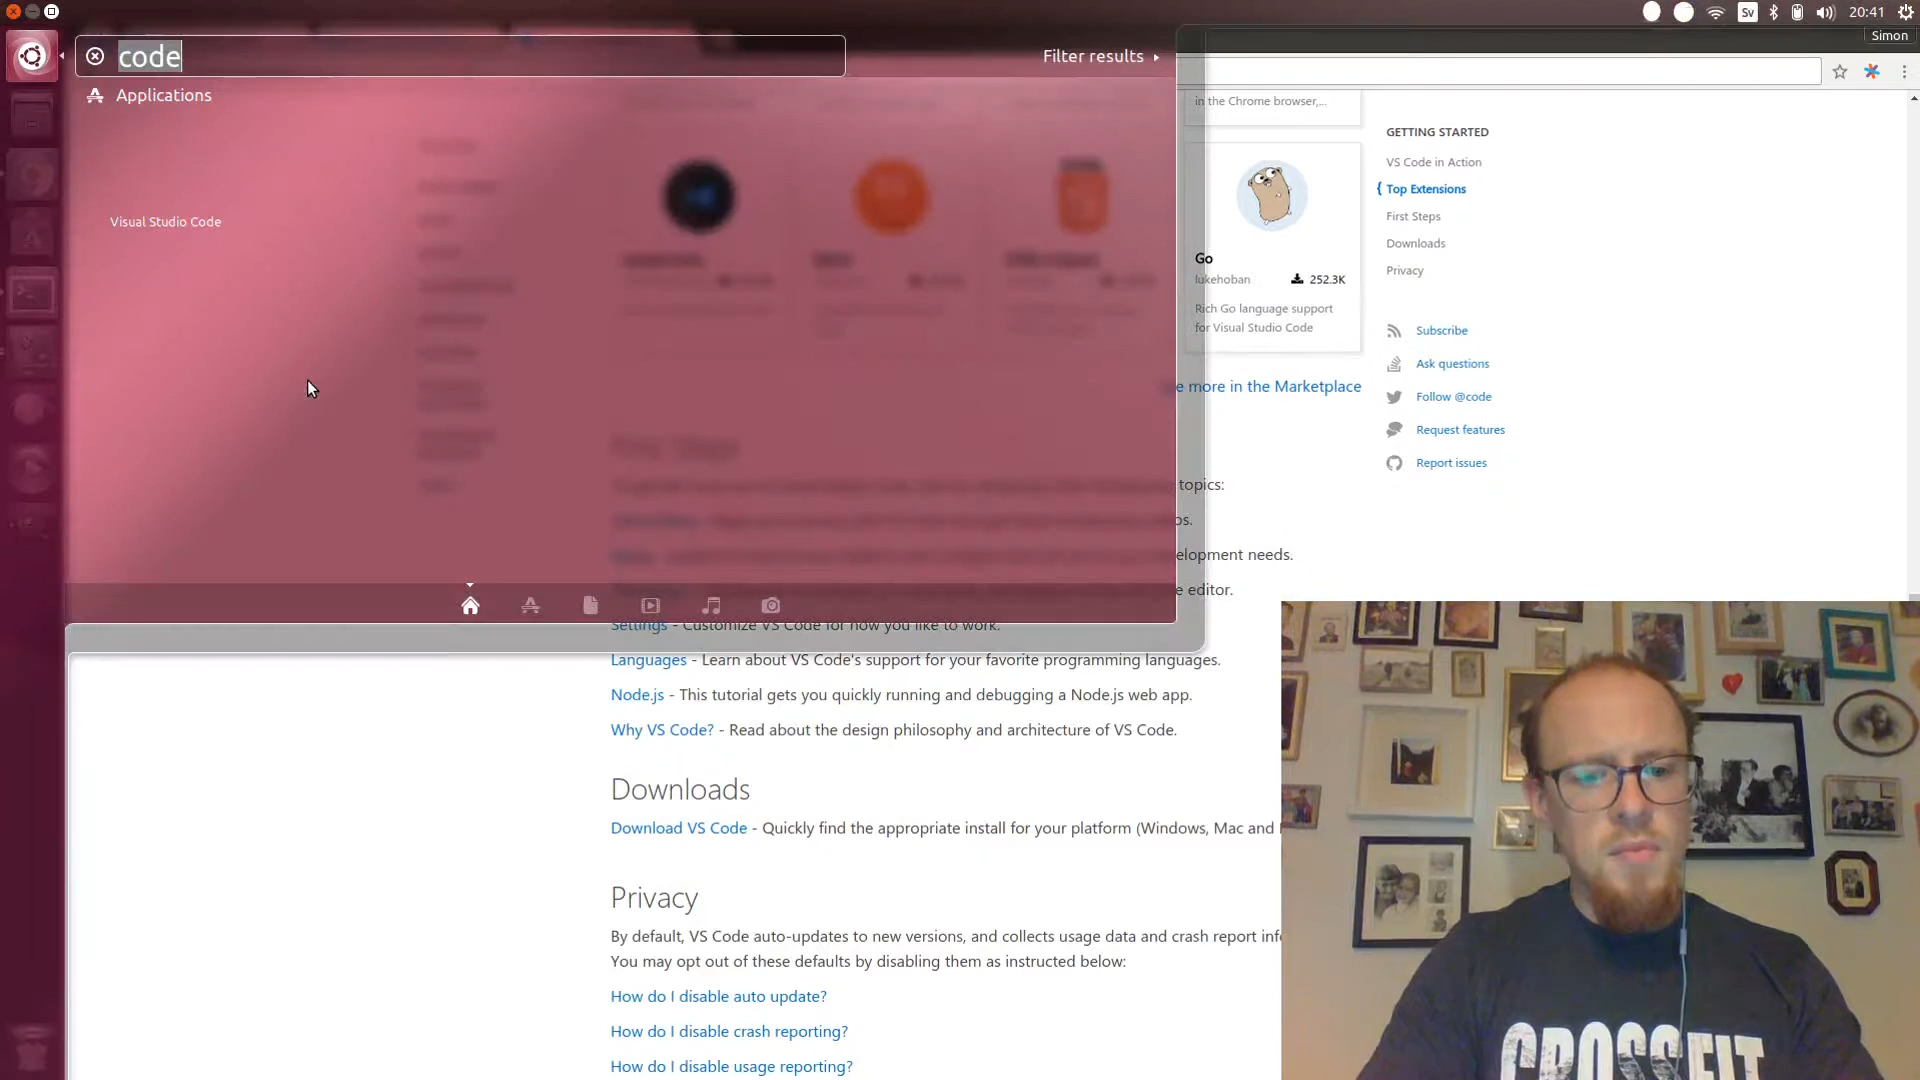 Sv
20:41
Simon
code
Filter results
Applications
Visual Studio Code
in the Chrome browser,...
Go
lukehoban
252.3K
Rich Go language support
for Visual Studio Code
e more in the Marketplace
topics:
os.
elopment needs.
e editor.
Settings - Customize VS Code for how you like to work.
Languages - Learn about VS Code's support for your favorite programming languages.
Node.js - This tutorial gets you quickly running and debugging a Node.js web app.
Why VS Code? - Read about the design philosophy and architecture of VS Code.
Downloads
Download VS Code - Quickly find the appropriate install for your platform (Windows, Mac and
Privacy
By default, VS Code auto-updates to new versions, and collects usage data and crash report inf
You may opt out of these defaults by disabling them as instructed below:
How do I disable auto update?
How do I disable crash reporting?
How do I disable usage reporting?
GETTING STARTED
VS Code in Action
{ Top Extensions
First Steps
Downloads
Privacy
Subscribe
Ask questions
Follow @code
Request features
Report issues
CROSSFIT